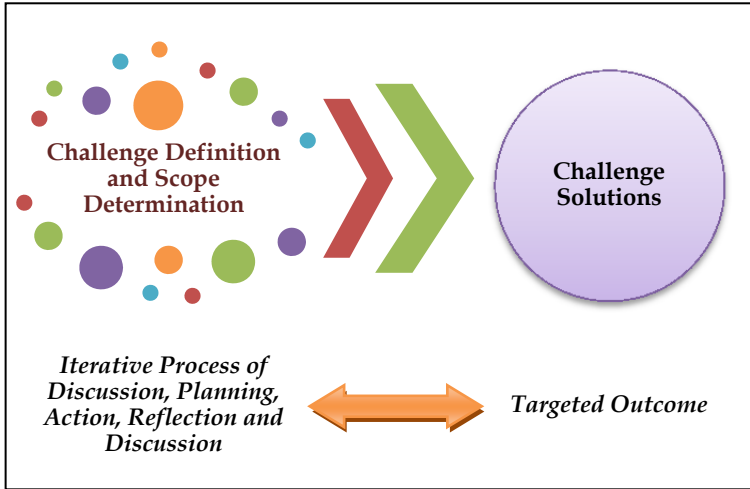 Challenge Definition
and Scope
Determination
Challenge
Solutions
Iterative Process of
Discussion, Planning,
Action, Reflection and
Discussion
Targeted Outcome